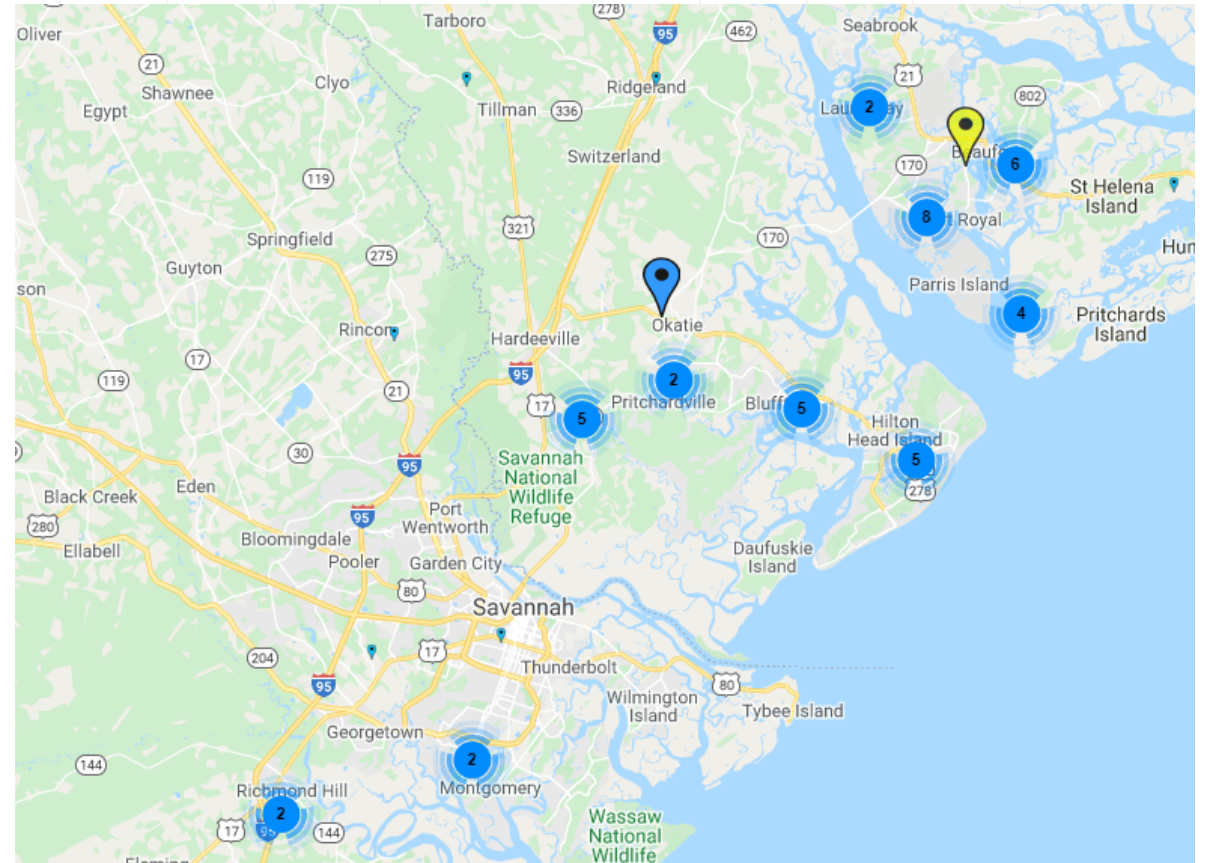 278
Tarboro
Seabrook
Oliver
95
462
21
21
Clyo
Ridgeland
Shawnee
802
Egypt
Tillman
336
2
Switzerland
170
6
119
St Helena
Island
321
8
Royal
Springfield
170
275
Guyton
Parris Island
son
4
Pritchards
Island
Okatie
Rincon
Hardeeville
17
95
119
2
21
17
Pritchardville
5
5
Hilton
Head Island
30
Savannah
National
Wildlife
Refuge
5
95
278
Eden
Black Creek
Port
Wentworth
95
280
Bloomingdale
Ellabell
Pooler
Garden City
Daufuskie
Island
80
Savannah
17
204
Thunderbolt
95
80
Wilmington
Island
Tybee Island
Georgetown
2
144
Richmond Hill
Montgomery
2
17
95
144
Wassaw
National
Wildlife